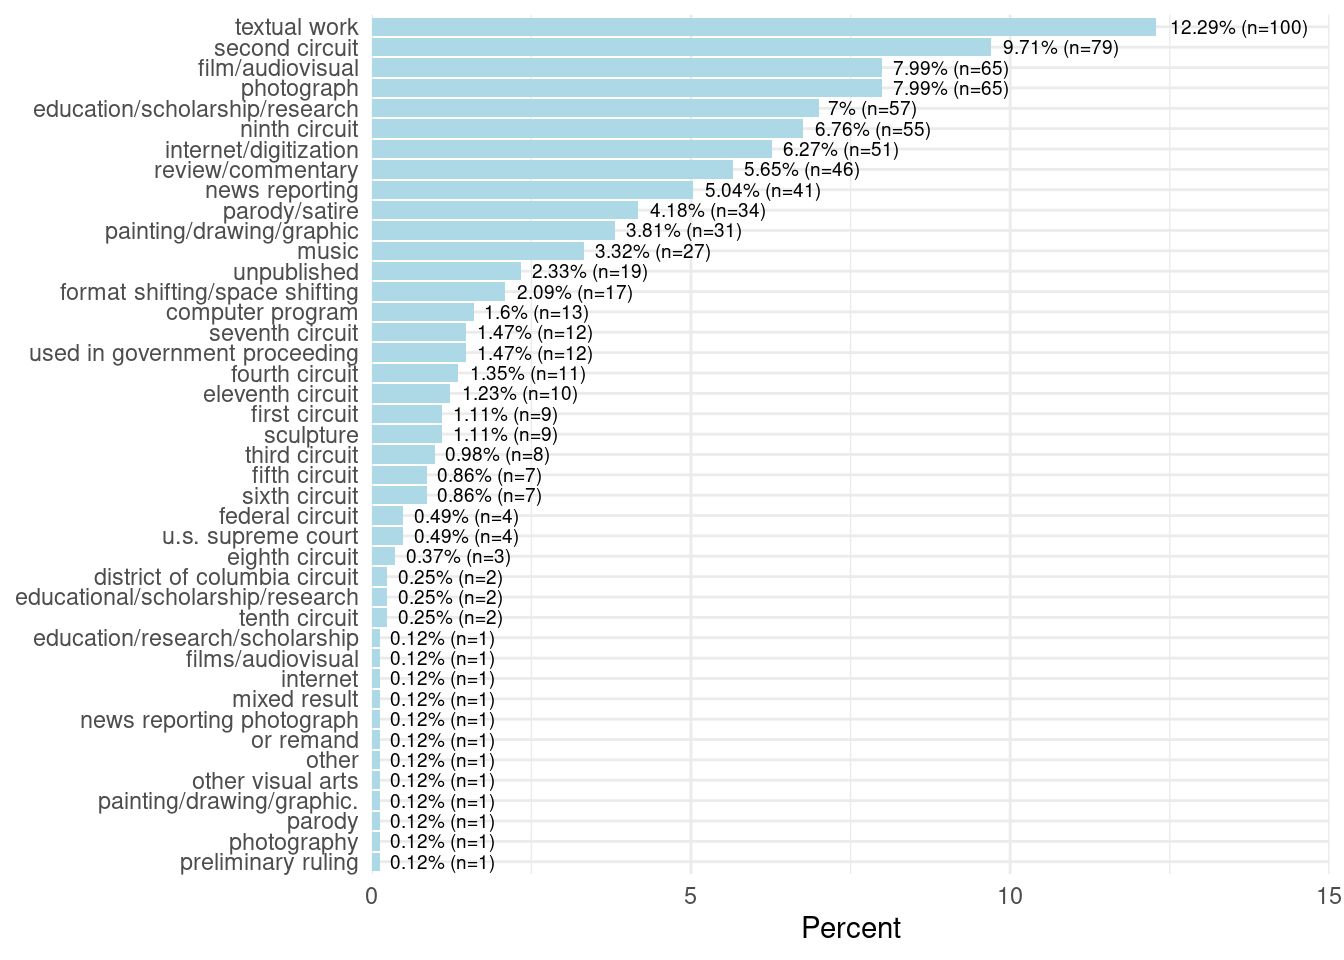 textual work 12.29% (n=100)
second circuit 9.71% (n=79)
film/audiovisual 7.99% (n=65)
photograph 7.99% (n=65)
education/scholarship/research 7% (n=57)
ninth circuit 6.76% (n=55)
internet/digitization 6.27% (n=51)
review/commentary 5.65% (n=46)
news reporting 5.04% (n=41)
parody/satire 4.18% (n=34)
painting/drawing/graphic 3.81% (n=31)
music 3.32% (n=27)
unpublished 2.33% (n=19)
format shifting/space shifting 2.09% (n=17)
computer program 1.6% (n=13)
seventh circuit 1.47% (n=12)
used in government proceeding 1.47% (n=12)
fourth circuit 1.35% (n=11)
eleventh circuit 1.23% (n=10)
first circuit 1.11% (n=9)
sculpture 1.11% (n=9)
third circuit 0.98% (n=8)
fifth circuit 0.86% (n=7)
sixth circuit 0.86% (n=7)
federal circuit 0.49% (n=4)
u.s. supreme court 0.49% (n=4)
eighth circuit 0.37% (n=3)
district of columbia circuit 0.25% (n=2)
educational/scholarship/research 0.25% (n=2)
tenth circuit 0.25% (n=2)
education/research/scholarship 0.12% (n=1)
films/audiovisual 0.12% (n=1)
internet 0.12% (n=1)
mixed result 0.12% (n=1)
news reporting photograph 0.12% (n=1)
or remand 0.12% (n=1)
other 0.12% (n=1)
other visual arts 0.12% (n=1)
painting/drawing/graphic. 0.12% (n=1)
parody 0.12% (n=1)
photography 0.12% (n=1)
preliminary ruling 0.12% (n=1)
0 5 10 15
Percent